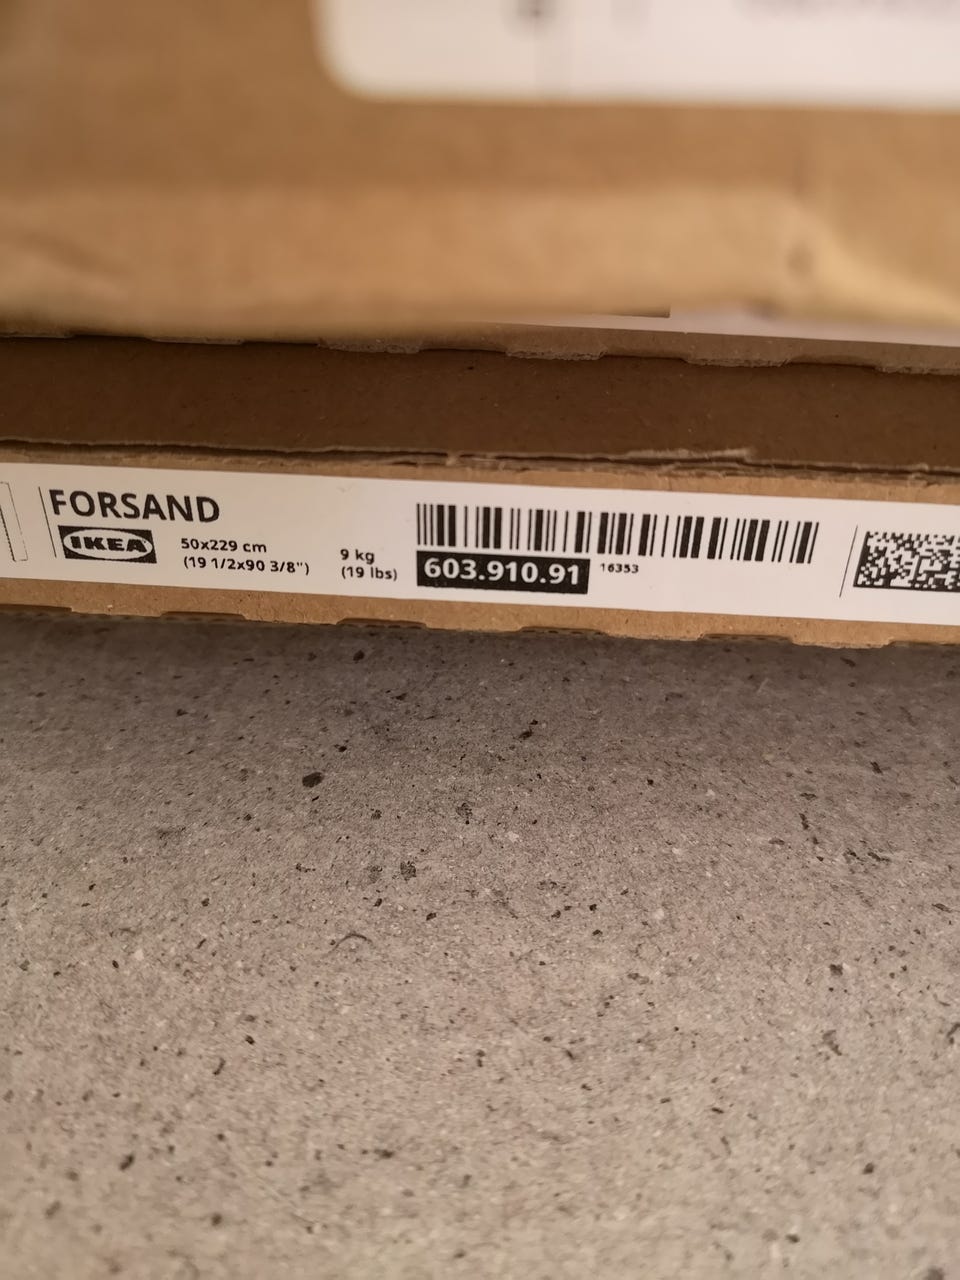 FORSAND
IKEA
50x229 cm
(19 1/2x90 3/8")
9 kg
(19 lbs)
603.910.91
16353